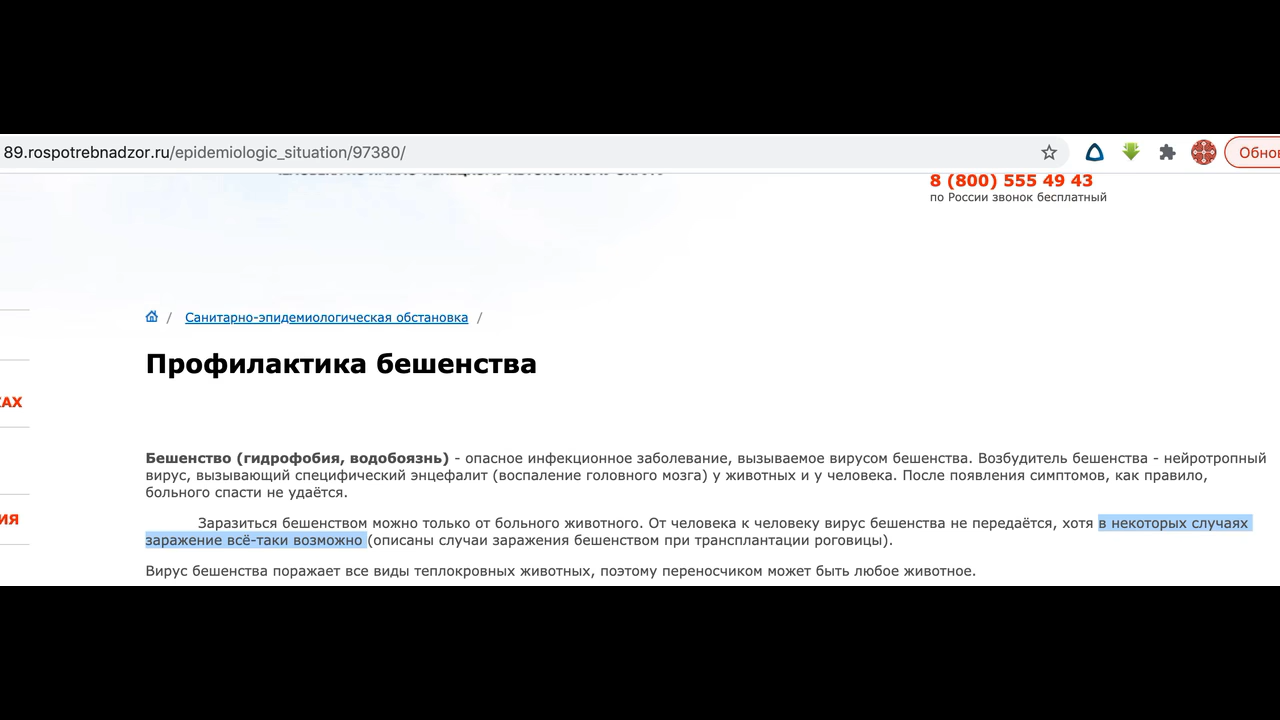 89.rospotrebnadzor.ru/epidemiologic_situation/97380/
Обнов
8 (800) 555 49 43
по России звонок бесплатный
/ Санитарно-эпидемиологическая обстановка /
Профилактика бешенства
КАХ
Бешенство (гидрофобия, водобоязнь) - опасное инфекционное заболевание, вызываемое вирусом бешенства. Возбудитель бешенства - нейротропный
вирус, вызывающий специфический энцефалит (воспаление головного мозга) у животных и у человека. После появления симптомов, как правило,
больного спасти не удаётся.
ИЯ
Заразиться бешенством можно только от больного животного. От человека к человеку вирус бешенства не передаётся, хотя в некоторых случаях
заражение всё-таки возможно (описаны случаи заражения бешенством при трансплантации роговицы).
Вирус бешенства поражает все виды теплокровных животных, поэтому переносчиком может быть любое животное.